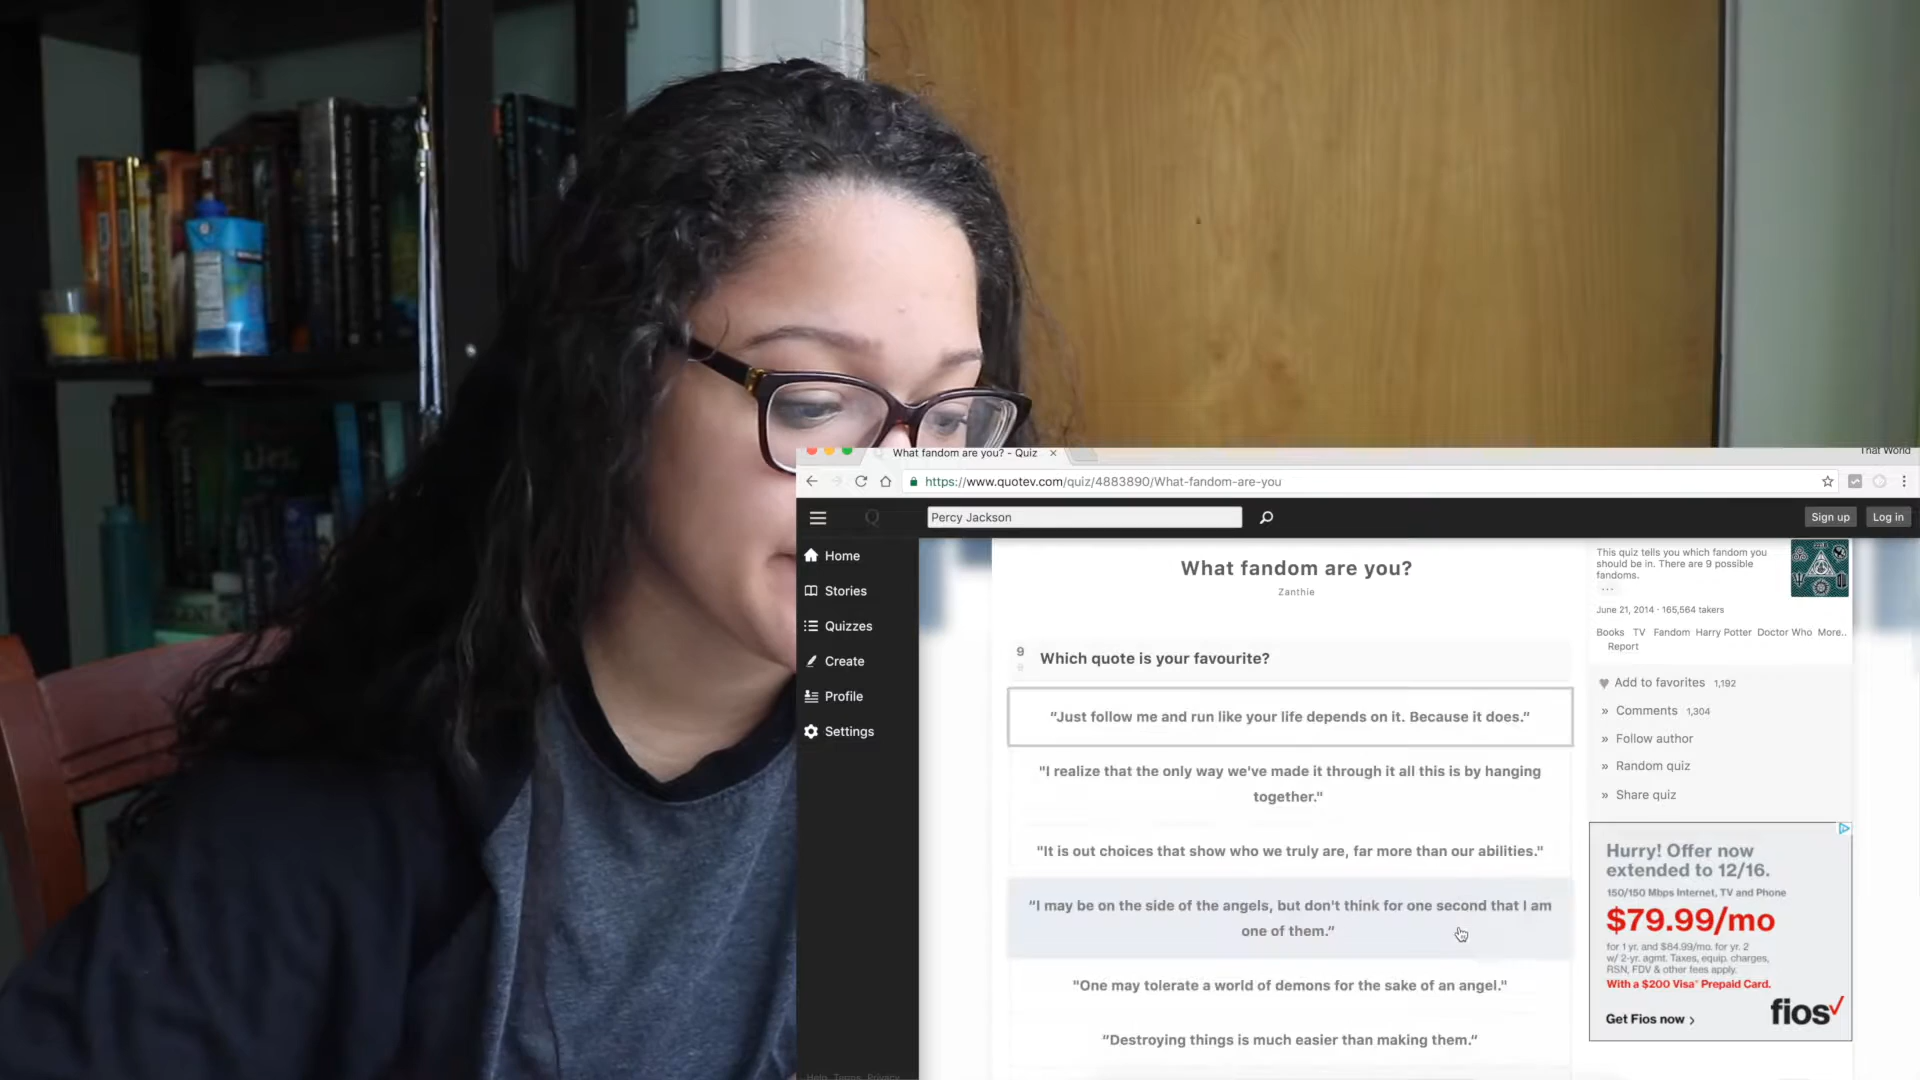 What fandom are you? - Quiz
That World
https://www.quotev.com/quiz/4883890/What-fandom-are-you
Percy Jackson
Sign up
Log in
Home
Stories
Quizzes
Create
Profile
Settings
What fandom are you?
Zanthie
9
Which quote is your favourite?
"Just follow me and run like your life depends on it. Because it does."
"I realize that the only way we've made it through it all this is by hanging
together."
"It is out choices that show who we truly are, far more than our abilities."
"I may be on the side of the angels, but don't think for one second that I am
one of them."
"One may tolerate a world of demons for the sake of an angel."
"Destroying things is much easier than making them."
This quiz tells you which fandom you
should be in. There are 9 possible
fandoms.
...
June 21, 2014 · 165,564 takers
Books TV Fandom Harry Potter Doctor Who More..
Report
Add to favorites 1,192
» Comments 1,304
» Follow author
» Random quiz
» Share quiz
Hurry! Offer now
extended to 12/16.
150/150 Mbps Internet, TV and Phone
$79.99/mo
for 1 yr. and $84.99/mo. for yr. 2
w/ 2-yr. agmt. Taxes, equip. charges,
RSN, FDV & other fees apply.
With a $200 Visa® Prepaid Card.
Get Fios now >
fios